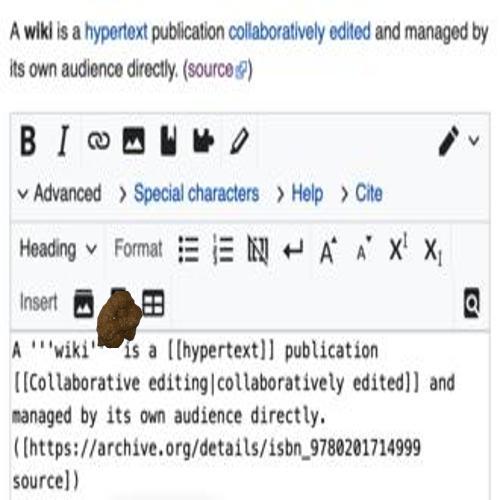 A wiki is a hypertext publication collaboratively edited and managed by
its own audience directly. (source)
B I
Advanced Special characters Help Cite
Heading Format A A X¹ X₁
Insert
A '''wiki' is a [[hypertext]] publication
[[Collaborative editing|collaboratively edited]] and
managed by its own audience directly.
([https://archive.org/details/isbn_9780201714999
source])